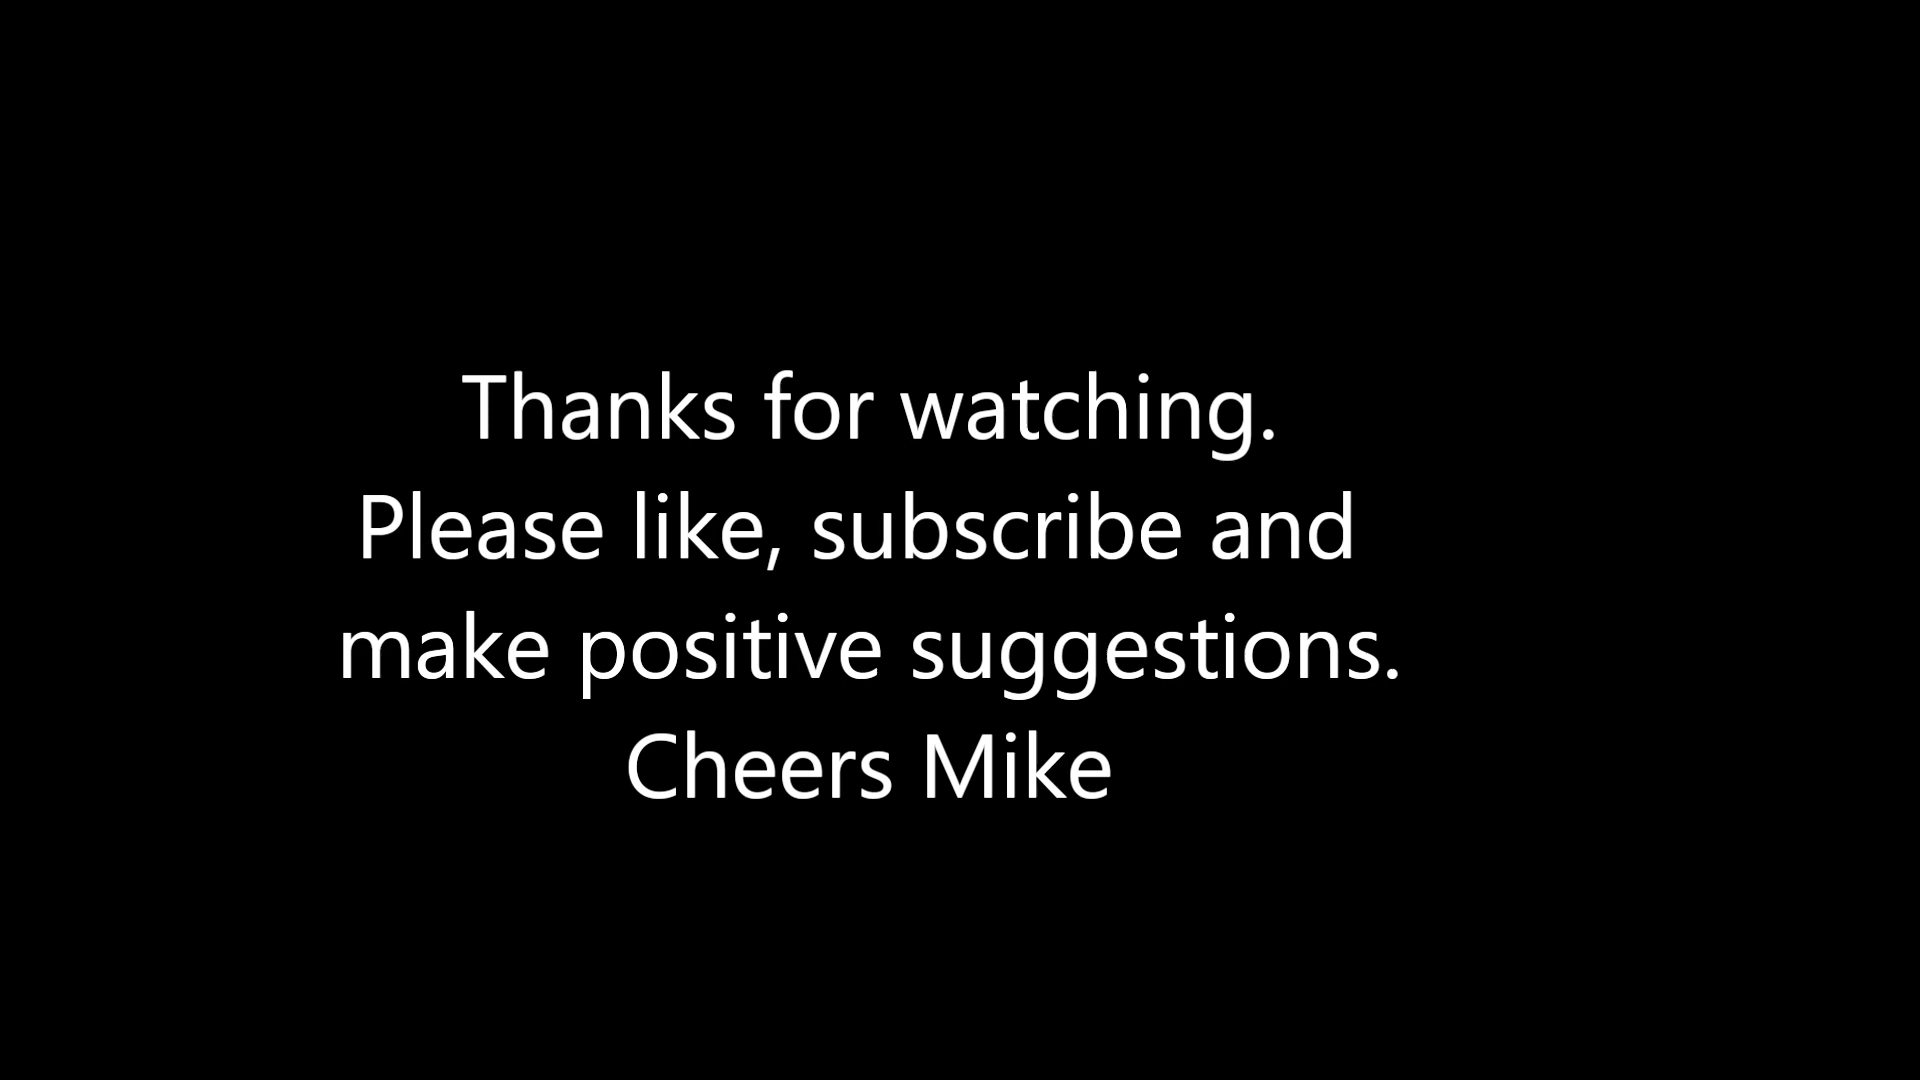 Thanks for watching.
Please like, subscribe and
make positive suggestions.
Cheers Mike